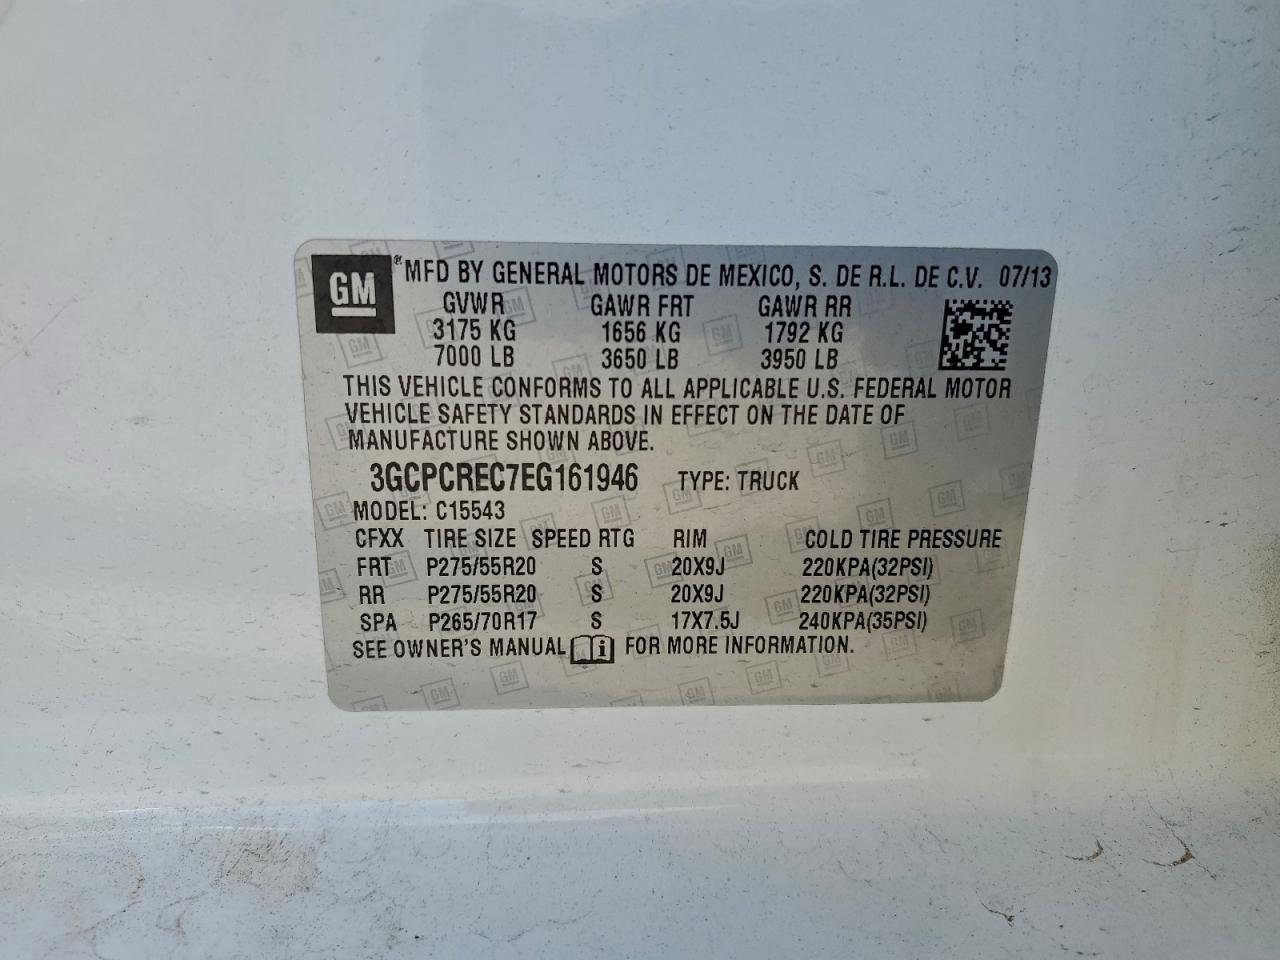 GM
® MFD BY GENERAL MOTORS DE MEXICO, S. DE R.L. DE C.V. 07/13
GVWR GAWR FRT GAWR RR
3175 KG 1656 KG 1792 KG
7000 LB 3650 LB 3950 LB
THIS VEHICLE CONFORMS TO ALL APPLICABLE U.S. FEDERAL MOTOR
VEHICLE SAFETY STANDARDS IN EFFECT ON THE DATE OF
MANUFACTURE SHOWN ABOVE.
3GCPCREC7EG161946 TYPE: TRUCK
MODEL: C15543
CFXX TIRE SIZE SPEED RTG RIM COLD TIRE PRESSURE
FRT P275/55R20 S 20X9J 220KPA(32PSI)
RR P275/55R20 S 20X9J 220KPA(32PSI)
SPA P265/70R17 S 17X7.5J 240KPA(35PSI)
SEE OWNER'S MANUAL FOR MORE INFORMATION.